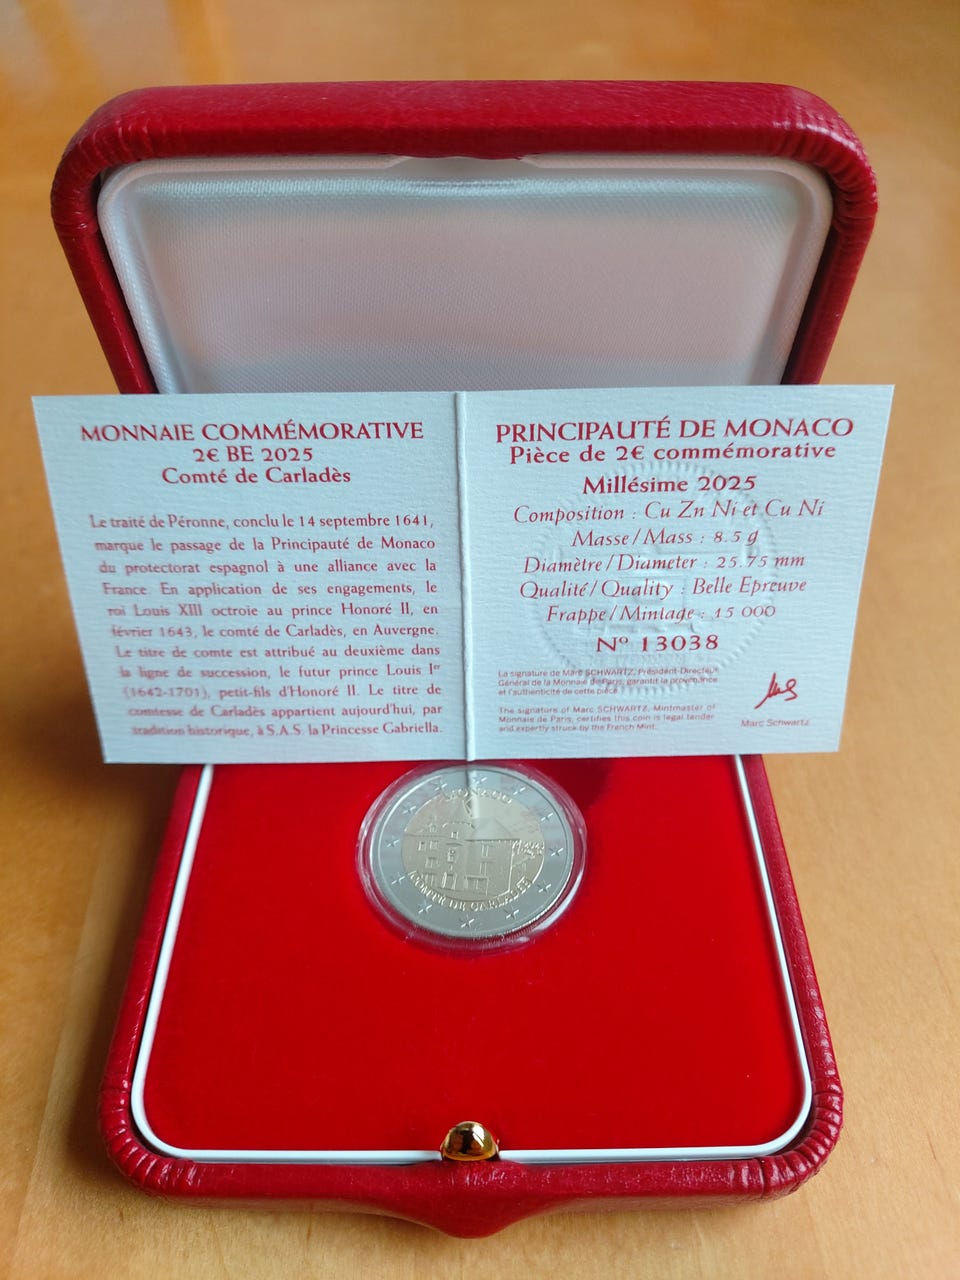 MONNAIE COMMÉMORATIVE
2€ BE 2025
Comté de Carladès
Le traité de Péronne, conclu le 14 septembre 1641,
marque le passage de la Principauté de Monaco
du protectorat espagnol à une alliance avec la
France. En application de ses engagements, le
roi Louis XIII octroie au prince Honoré II, en
février 1643, le comté de Carladès, en Auvergne.
Le titre de comte est attribué au deuxième dans
la ligne de succession, le futur prince Louis Ier
(1642-1701), petit-fils d'Honoré II. Le titre de
comtesse de Carladès appartient aujourd'hui, par
tradition historique, à S.A.S. la Princesse Gabriella.
PRINCIPAUTÉ DE MONACO
Pièce de 2€ commémorative
Millésime 2025
Composition : Cu Zn Ni et Cu Ni
Masse/Mass : 8.5 g
Diamètre/Diameter : 25.75 mm
Qualité/Quality : Belle Epreuve
Frappe/Mintage : 15 000
N° 13038
La signature de Marc SCHWARTZ, Président-Directeur
Général de la Monnaie de Paris, garantit la provenance
et l'authenticité de cette pièce.
The signature of Marc SCHWARTZ, Mintmaster of
Monnaie de Paris, certifies this coin is legal tender
and expertly struck by the French Mint.
Marc Schwartz
MONACO
COMTÉ DE CARLADÈS